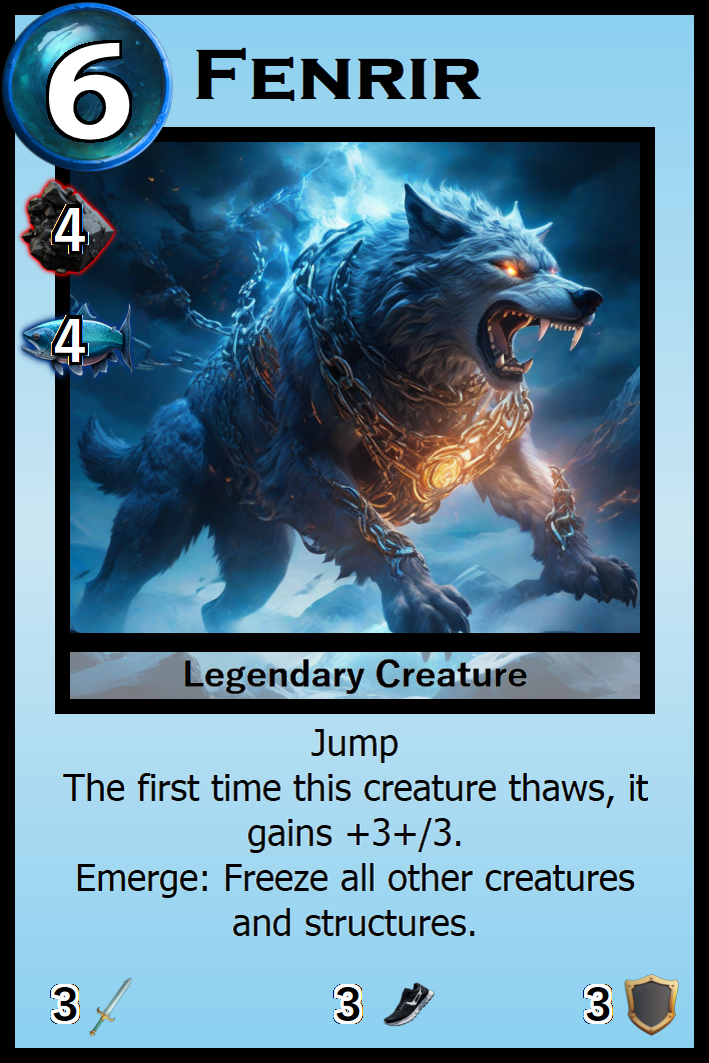 6
FENRIR
4
4
Legendary Creature
Jump
The first time this creature thaws, it
gains +3+/3.
Emerge: Freeze all other creatures
and structures.
3 3 3